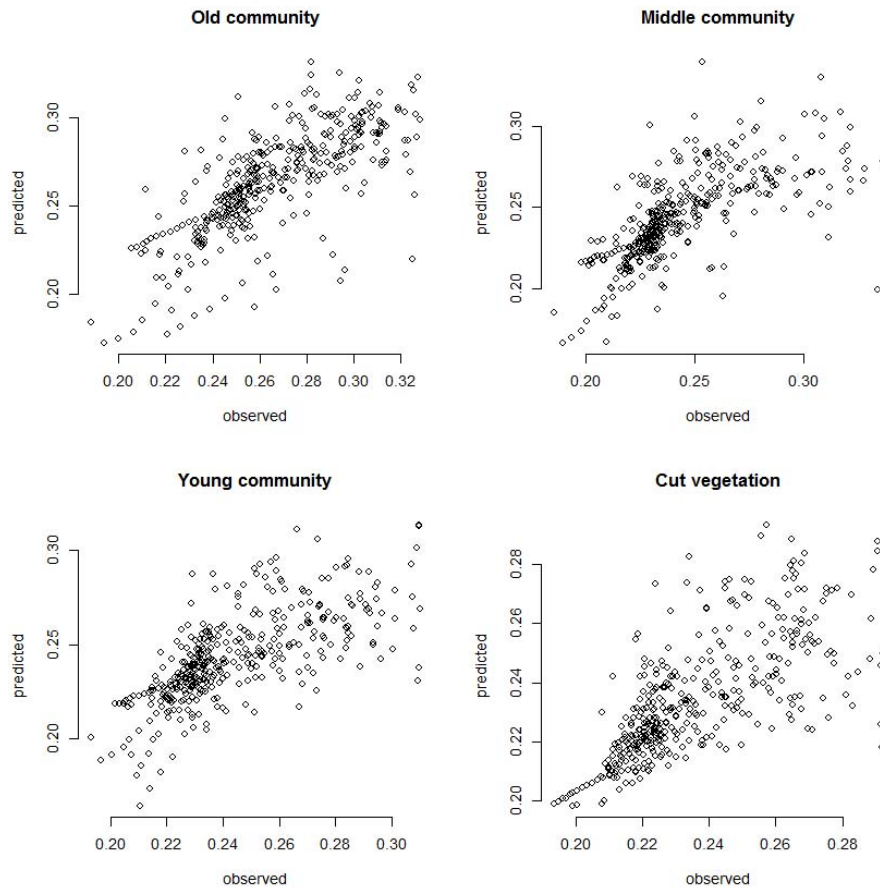 Old community
predicted
0.20 0.25 0.30
0.20 0.22 0.24 0.26 0.28 0.30 0.32
observed
Middle community
predicted
0.20 0.25 0.30
0.20 0.25 0.30
observed
Young community
predicted
0.20 0.25 0.30
0.20 0.22 0.24 0.26 0.28 0.30
observed
Cut vegetation
predicted
0.20 0.22 0.24 0.26 0.28
0.20 0.22 0.24 0.26 0.28
observed